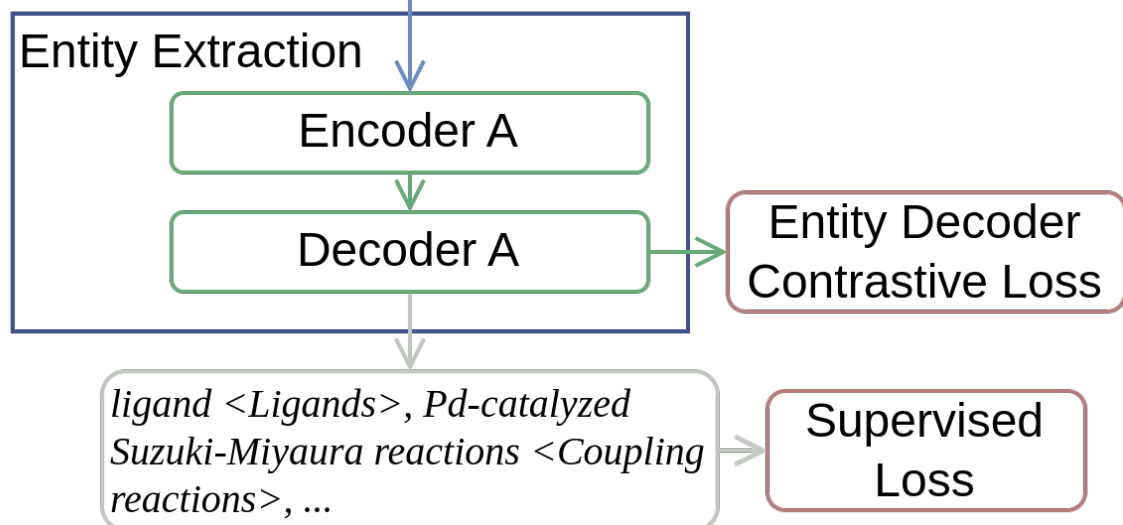 Entity Extraction
Encoder A
Decoder A
Entity Decoder
Contrastive Loss
ligand <Ligands>, Pd-catalyzed
Suzuki-Miyaura reactions <Coupling
reactions>, ...
Supervised
Loss